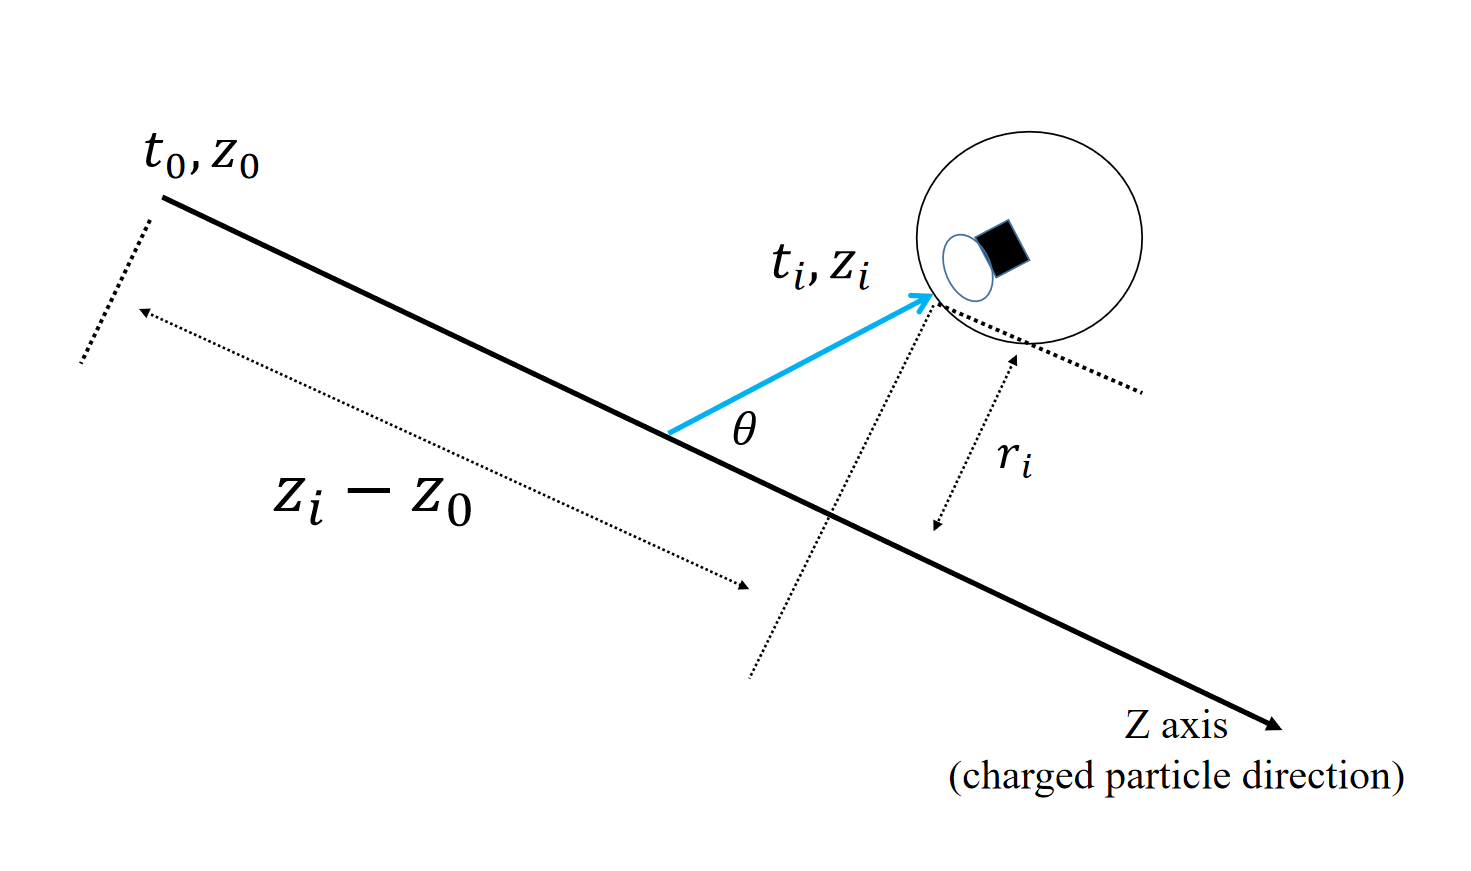 t₀, z₀
tᵢ, zᵢ
θ
rᵢ
zᵢ − z₀
Z axis
(charged particle direction)